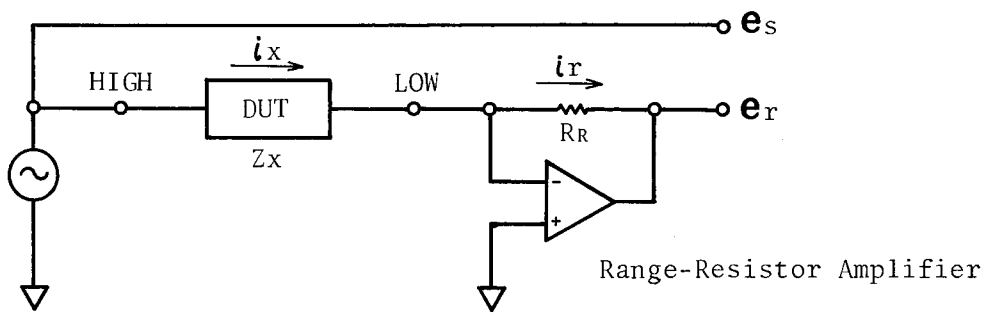 es
ix
ir
HIGH
LOW
DUT
er
RR
Zx
-
+
Range-Resistor Amplifier